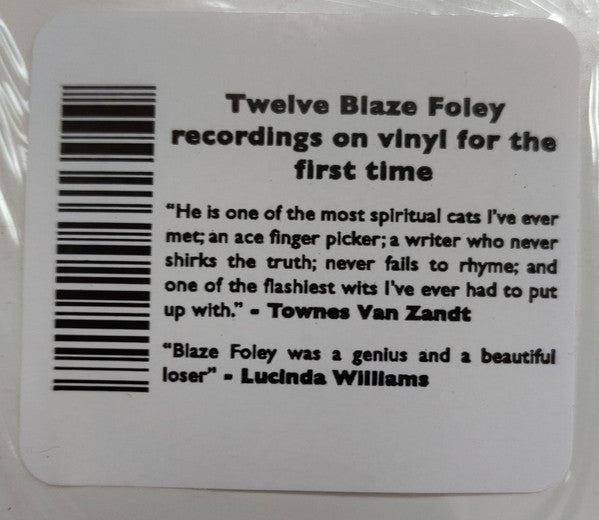 Twelve Blaze Foley
recordings on vinyl for the
first time
“He is one of the most spiritual cats I've ever
met; an ace finger picker; a writer who never
shirks the truth; never fails to rhyme; and
one of the flashiest wits I've ever had to put
up with.” - Townes Van Zandt
“Blaze Foley was a genius and a beautiful
loser” - Lucinda Williams